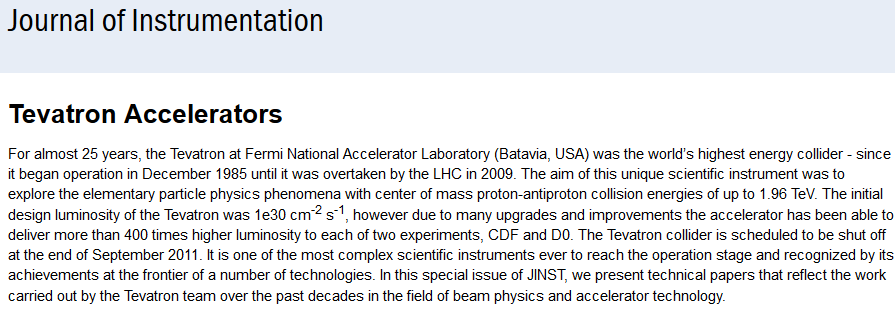 Journal of Instrumentation
Tevatron Accelerators
For almost 25 years, the Tevatron at Fermi National Accelerator Laboratory (Batavia, USA) was the world's highest energy collider - since
it began operation in December 1985 until it was overtaken by the LHC in 2009. The aim of this unique scientific instrument was to
explore the elementary particle physics phenomena with center of mass proton-antiproton collision energies of up to 1.96 TeV. The initial
design luminosity of the Tevatron was 1e30 cm⁻² s⁻¹, however due to many upgrades and improvements the accelerator has been able to
deliver more than 400 times higher luminosity to each of two experiments, CDF and D0. The Tevatron collider is scheduled to be shut off
at the end of September 2011. It is one of the most complex scientific instruments ever to reach the operation stage and recognized by its
achievements at the frontier of a number of technologies. In this special issue of JINST, we present technical papers that reflect the work
carried out by the Tevatron team over the past decades in the field of beam physics and accelerator technology.